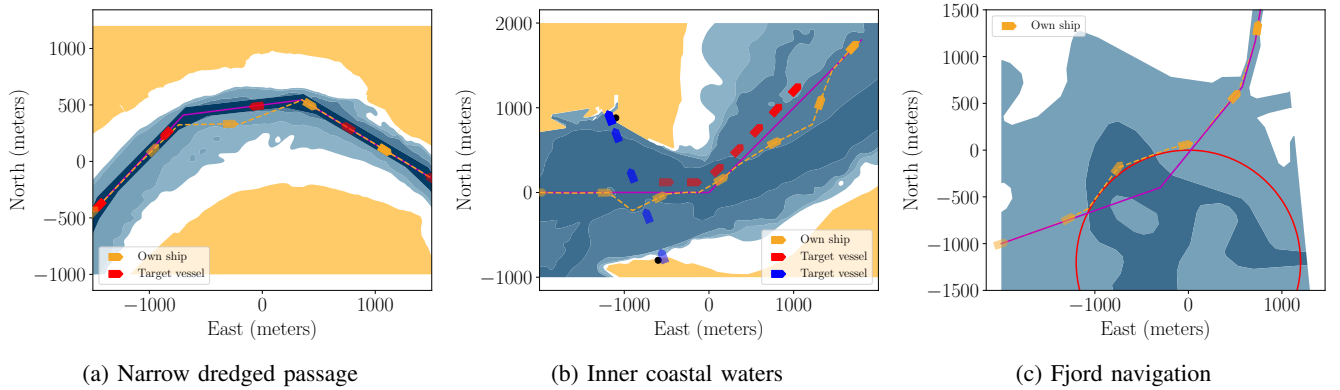 1000
500
0
−500
−1000
North (meters)
Own ship
Target vessel
−1000 0 1000
East (meters)
(a) Narrow dredged passage
2000
1000
0
−1000
North (meters)
Own ship
Target vessel
Target vessel
−1000 0 1000
East (meters)
(b) Inner coastal waters
1500
1000
500
0
−500
−1000
−1500
North (meters)
Own ship
−1000 0 1000
East (meters)
(c) Fjord navigation